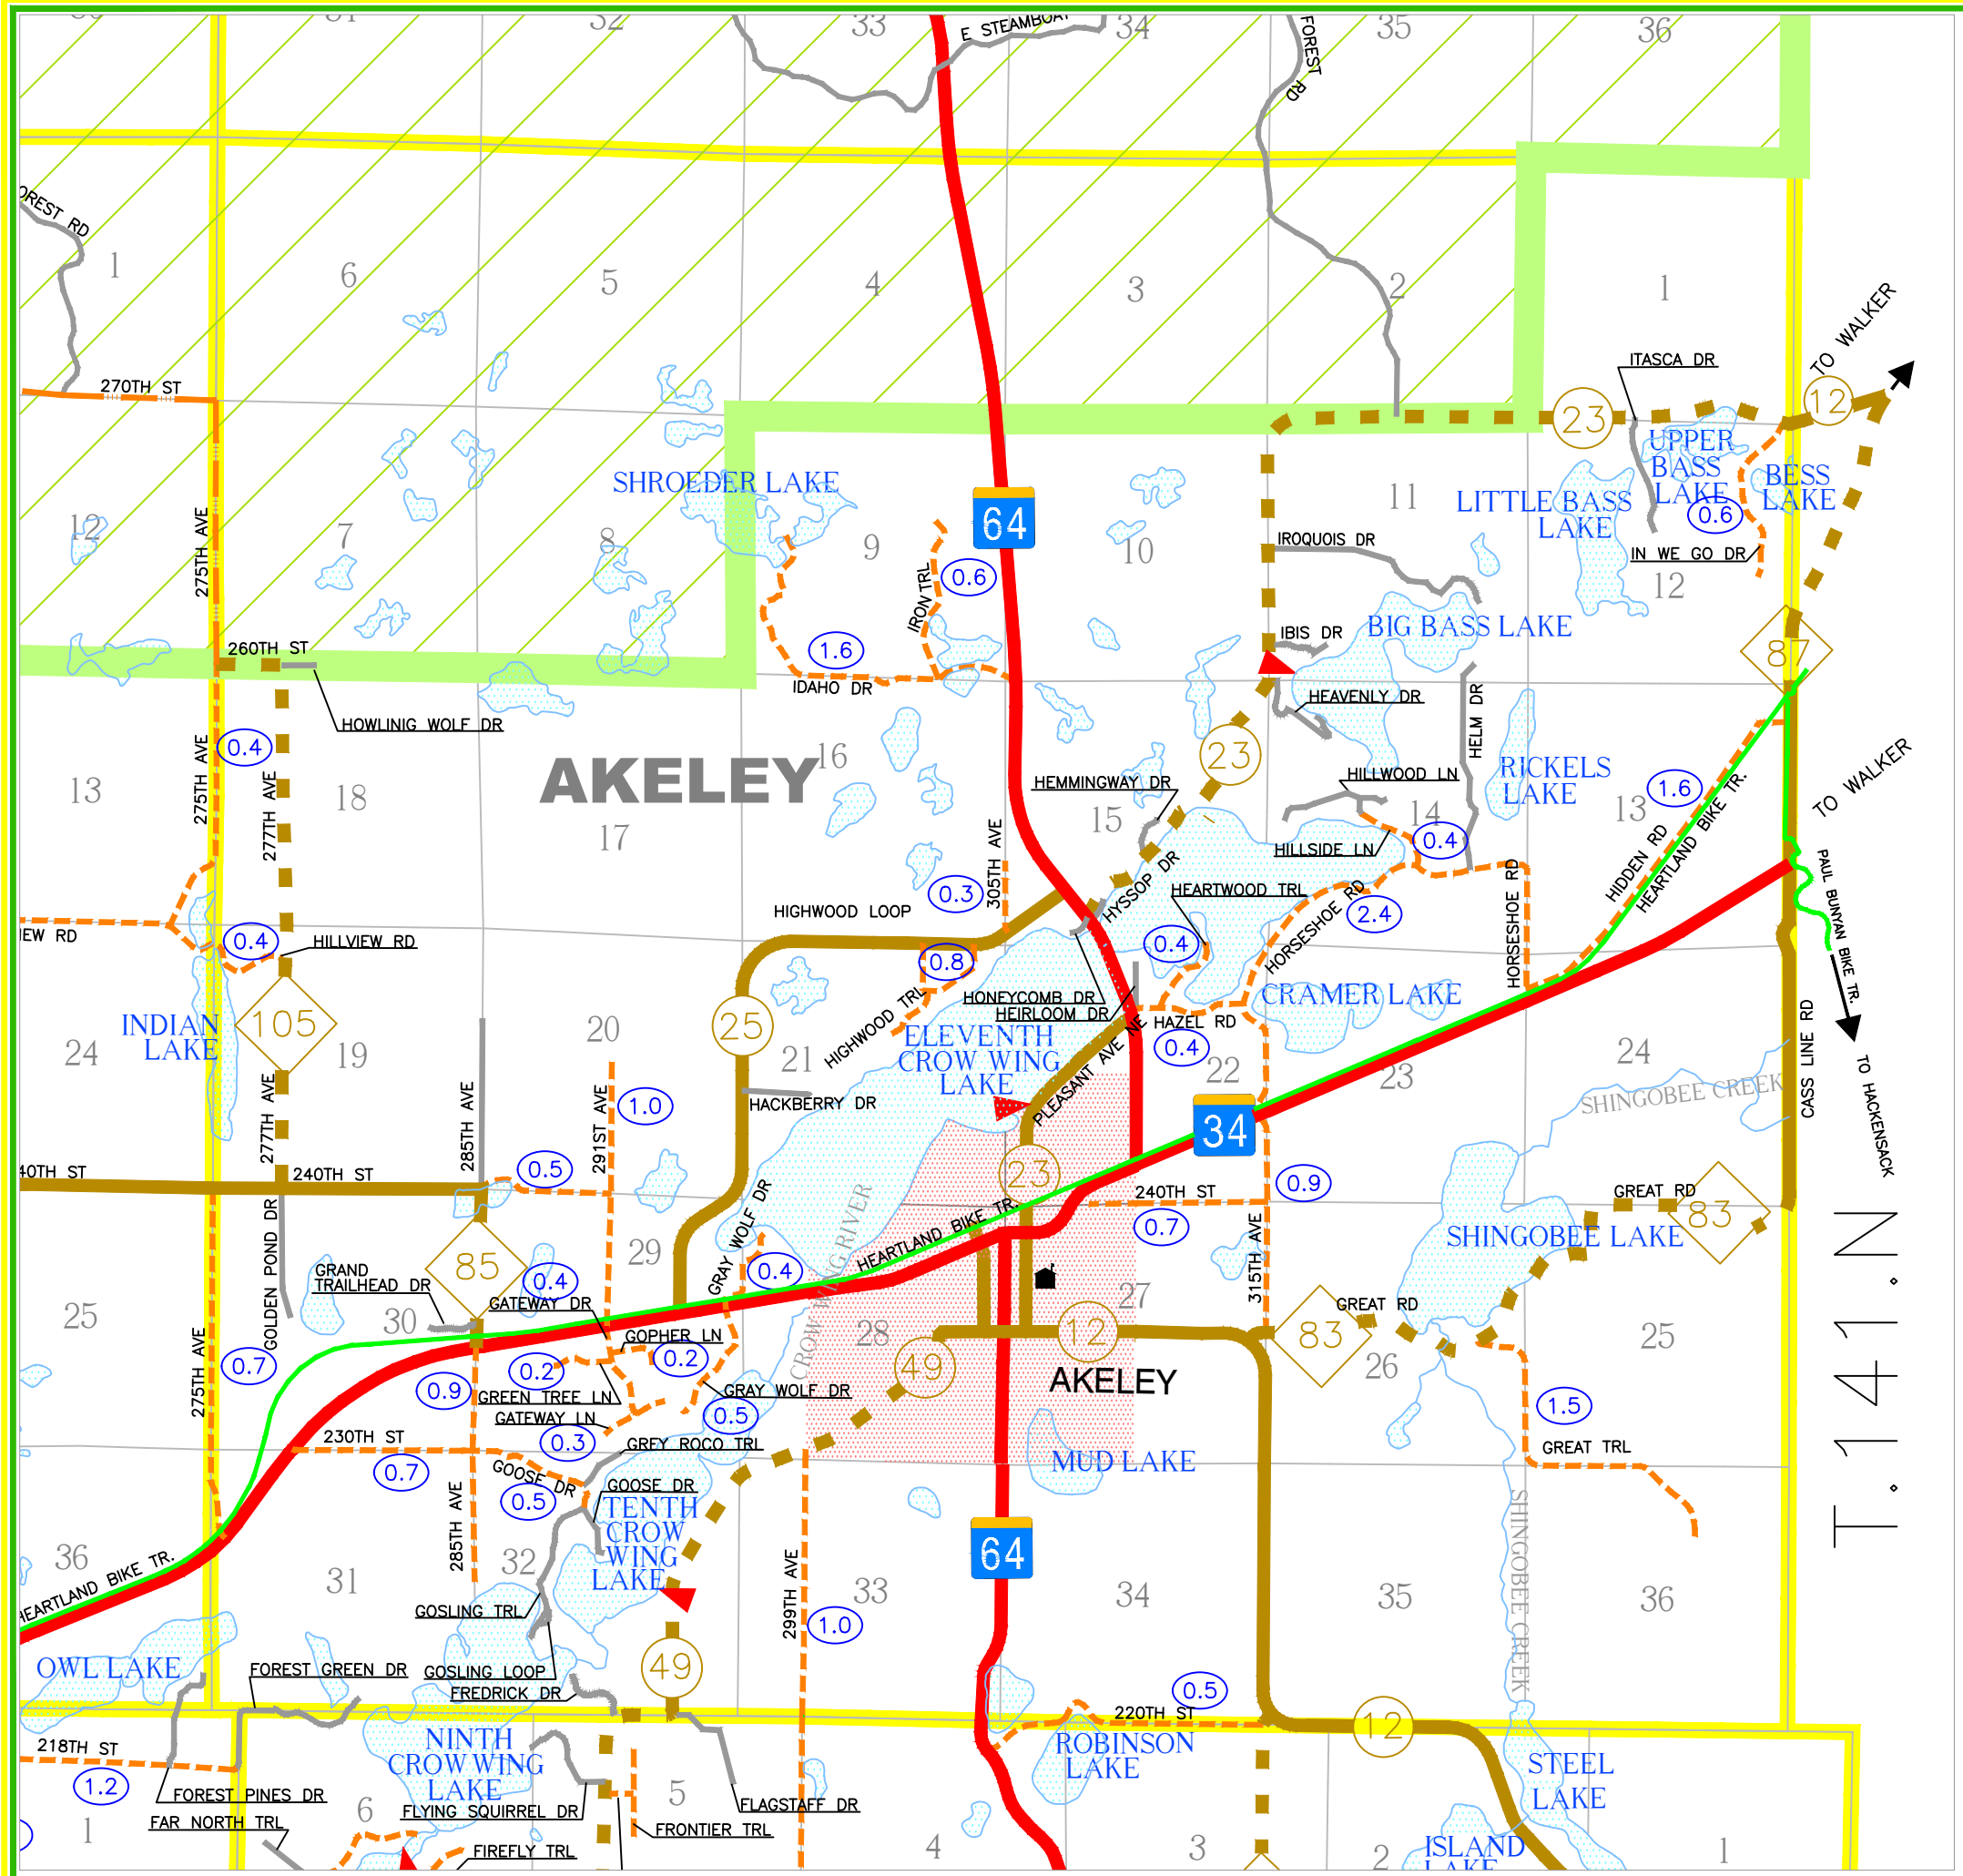 31
32
33
34
35
36
E STEAMBOAT
FOREST RD
OREST RD
1
6
5
4
3
2
1
TO WALKER
ITASCA DR
270TH ST
23
12
UPPER
BASS
LAKE
BESS
LAKE
SHROEDER LAKE
LITTLE BASS
LAKE
64
0.6
12
7
8
9
10
11
275TH AVE
IROQUOIS DR
IN WE GO DR
12
IRON TRL
0.6
BIG BASS LAKE
IBIS DR
1.6
260TH ST
87
IDAHO DR
HEAVENLY DR
HOWLINIG WOLF DR
HELM DR
0.4
275TH AVE
277TH AVE
AKELEY
16
23
RICKELS
LAKE
HEMMINGWAY DR
HILLWOOD LN
1.6
TO WALKER
13
18
17
15
14
13
HILLSIDE LN
0.4
HIDDEN RD
HEARTLAND BIKE TR.
PAUL BUNYAN BIKE TR.
305TH AVE
0.3
HYSSOP DR
HEARTWOOD TRL
HORSESHOE RD
2.4
HORSESHOE RD
HIGHWOOD LOOP
IEW RD
0.4
HILLVIEW RD
0.8
0.4
HIGHWOOD TRL
HONEYCOMB DR
HEIRLOOM DR
CRAMER LAKE
INDIAN
LAKE
105
25
ELEVENTH
CROW WING
LAKE
PLEASANT AVE NE
HAZEL RD
0.4
24
19
20
21
22
23
24
TO HACKENSACK
CASS LINE RD
SHINGOBEE CREEK
HACKBERRY DR
277TH AVE
285TH AVE
291ST AVE
1.0
34
40TH ST
240TH ST
0.5
23
240TH ST
0.7
0.9
GREAT RD
83
T.141.N
GOLDEN POND DR
GRAY WOLF DR
CROW WING RIVER
HEARTLAND BIKE TR.
315TH AVE
SHINGOBEE LAKE
29
85
0.4
0.4
GRAND
TRAILHEAD DR
GATEWAY DR
25
30
28
27
12
83
GREAT RD
26
25
GOPHER LN
0.2
0.2
49
AKELEY
275TH AVE
0.7
0.9
GREEN TREE LN
GRAY WOLF DR
0.5
GATEWAY LN
0.3
1.5
230TH ST
0.7
GREY ROCO TRL
MUD LAKE
GREAT TRL
GOOSE DR
0.5
GOOSE DR
285TH AVE
TENTH
CROW
WING
LAKE
SHINGOBEE CREEK
36
31
32
64
299TH AVE
33
34
35
36
HEARTLAND BIKE TR.
GOSLING TRL
1.0
OWL LAKE
FOREST GREEN DR
GOSLING LOOP
FREDRICK DR
49
0.5
220TH ST
12
218TH ST
1.2
NINTH
CROW WING
LAKE
ROBINSON
LAKE
STEEL
LAKE
FOREST PINES DR
FAR NORTH TRL
FLYING SQUIRREL DR
FLAGSTAFF DR
FRONTIER TRL
FIREFLY TRL
1
6
5
4
3
2
1
ISLAND
LAKE